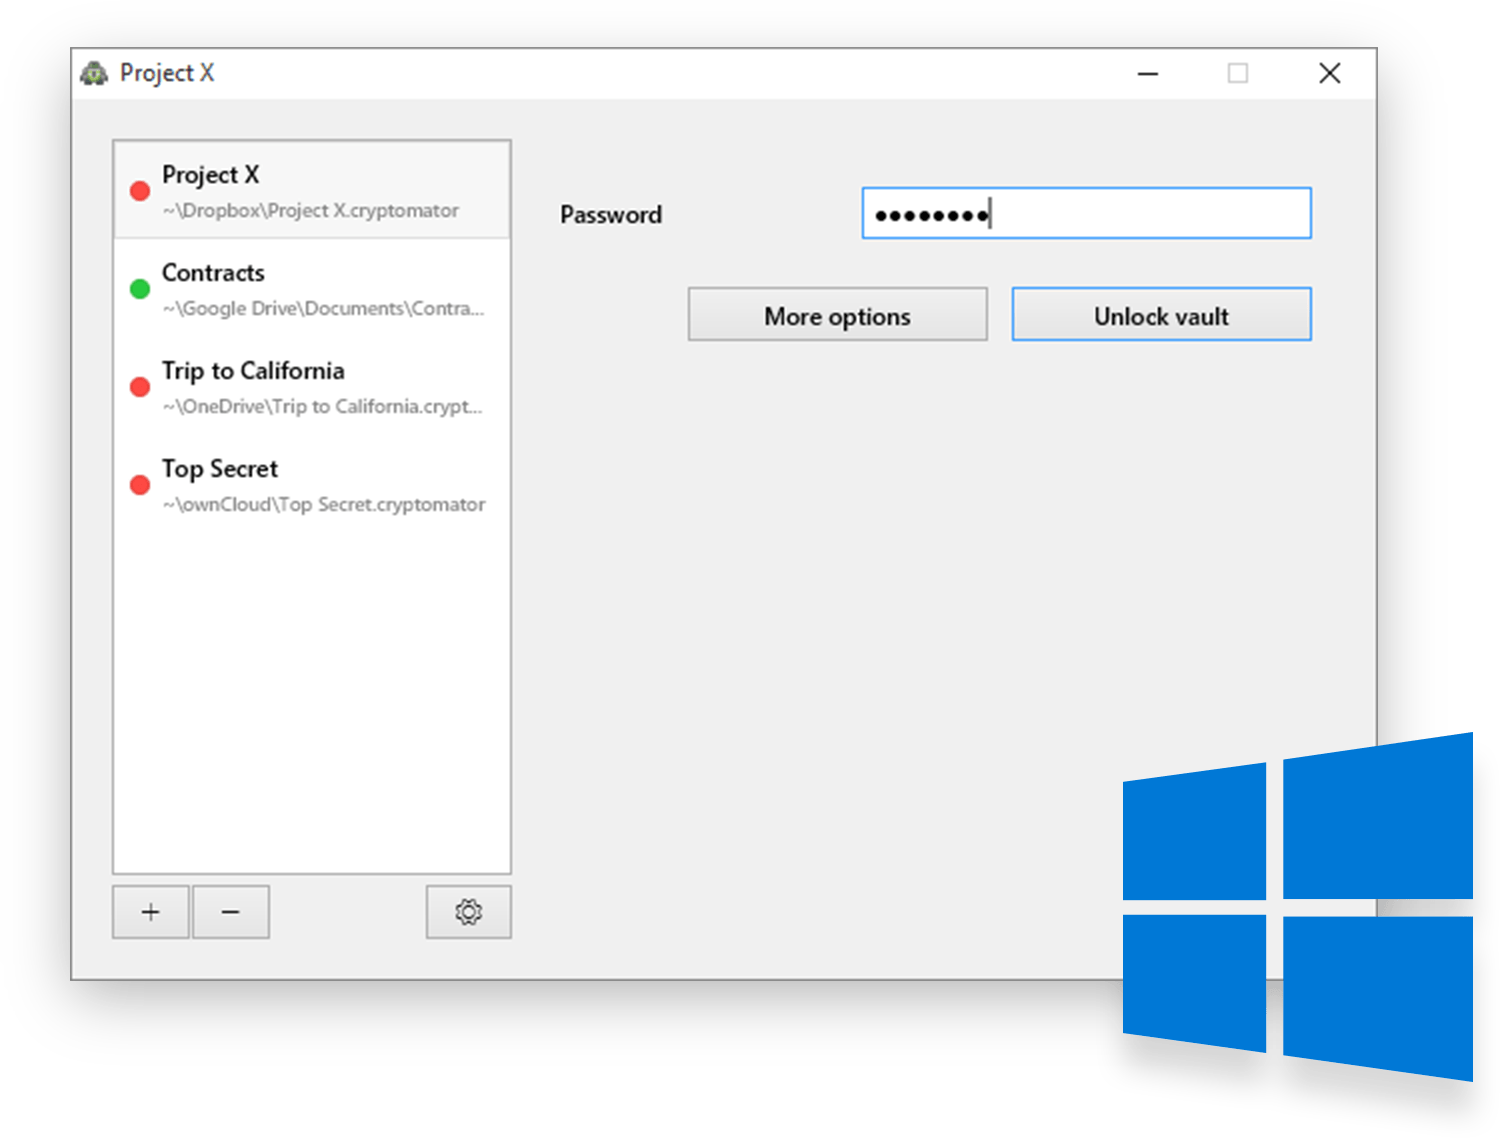 Project X
Project X
~\Dropbox\Project X.cryptomator
Contracts
~\Google Drive\Documents\Contra...
Trip to California
~\OneDrive\Trip to California.crypt...
Top Secret
~\ownCloud\Top Secret.cryptomator
Password
More options
Unlock vault